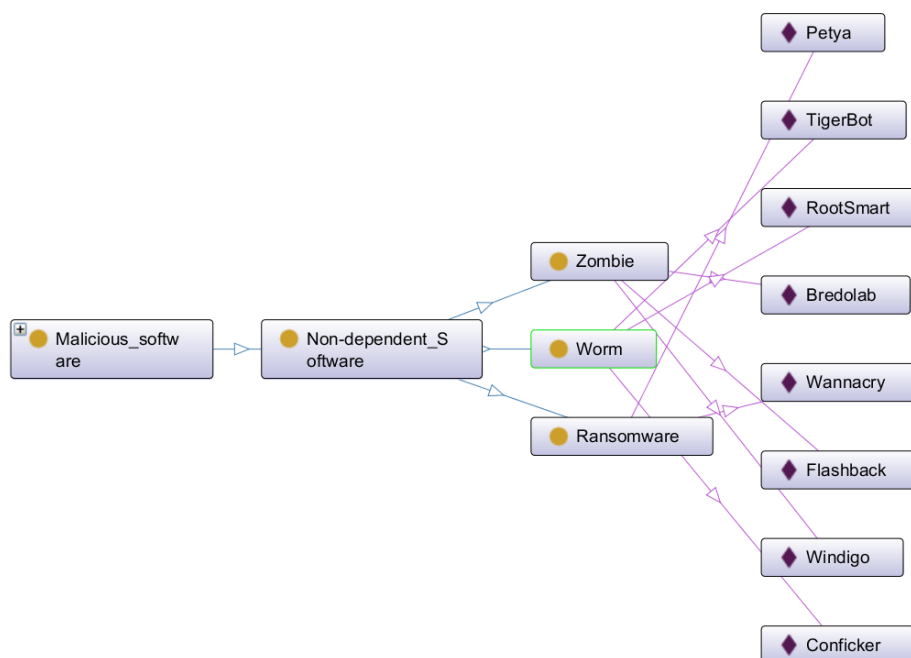 Malicious_softw
are
Non-dependent_S
oftware
Zombie
Worm
Ransomware
Petya
TigerBot
RootSmart
Bredolab
Wannacry
Flashback
Windigo
Conficker